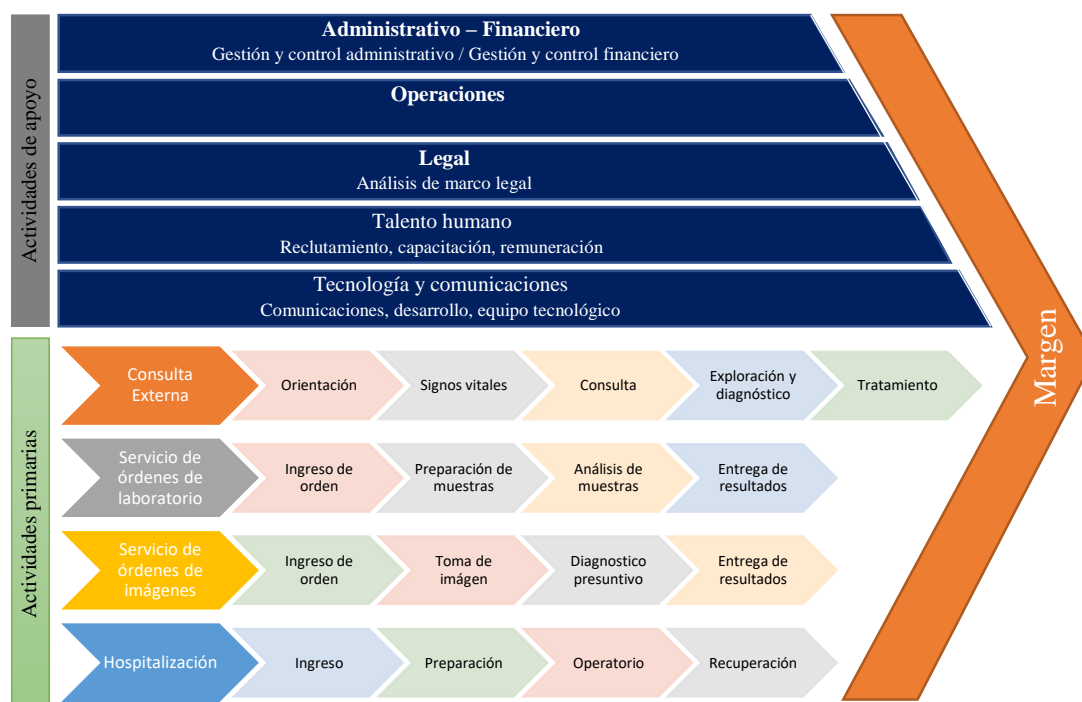 Actividades de apoyo
Administrativo – Financiero
Gestión y control administrativo / Gestión y control financiero
Operaciones
Legal
Análisis de marco legal
Talento humano
Reclutamiento, capacitación, remuneración
Tecnología y comunicaciones
Comunicaciones, desarrollo, equipo tecnológico
Margen
Actividades primarias
Consulta
Externa
Orientación
Signos vitales
Consulta
Exploración y
diagnóstico
Tratamiento
Servicio de
órdenes de
laboratorio
Ingreso de
orden
Preparación de
muestras
Análisis de
muestras
Entrega de
resultados
Servicio de
órdenes de
imágenes
Ingreso de
orden
Toma de
imágen
Diagnostico
presuntivo
Entrega de
resultados
Hospitalización
Ingreso
Preparación
Operatorio
Recuperación